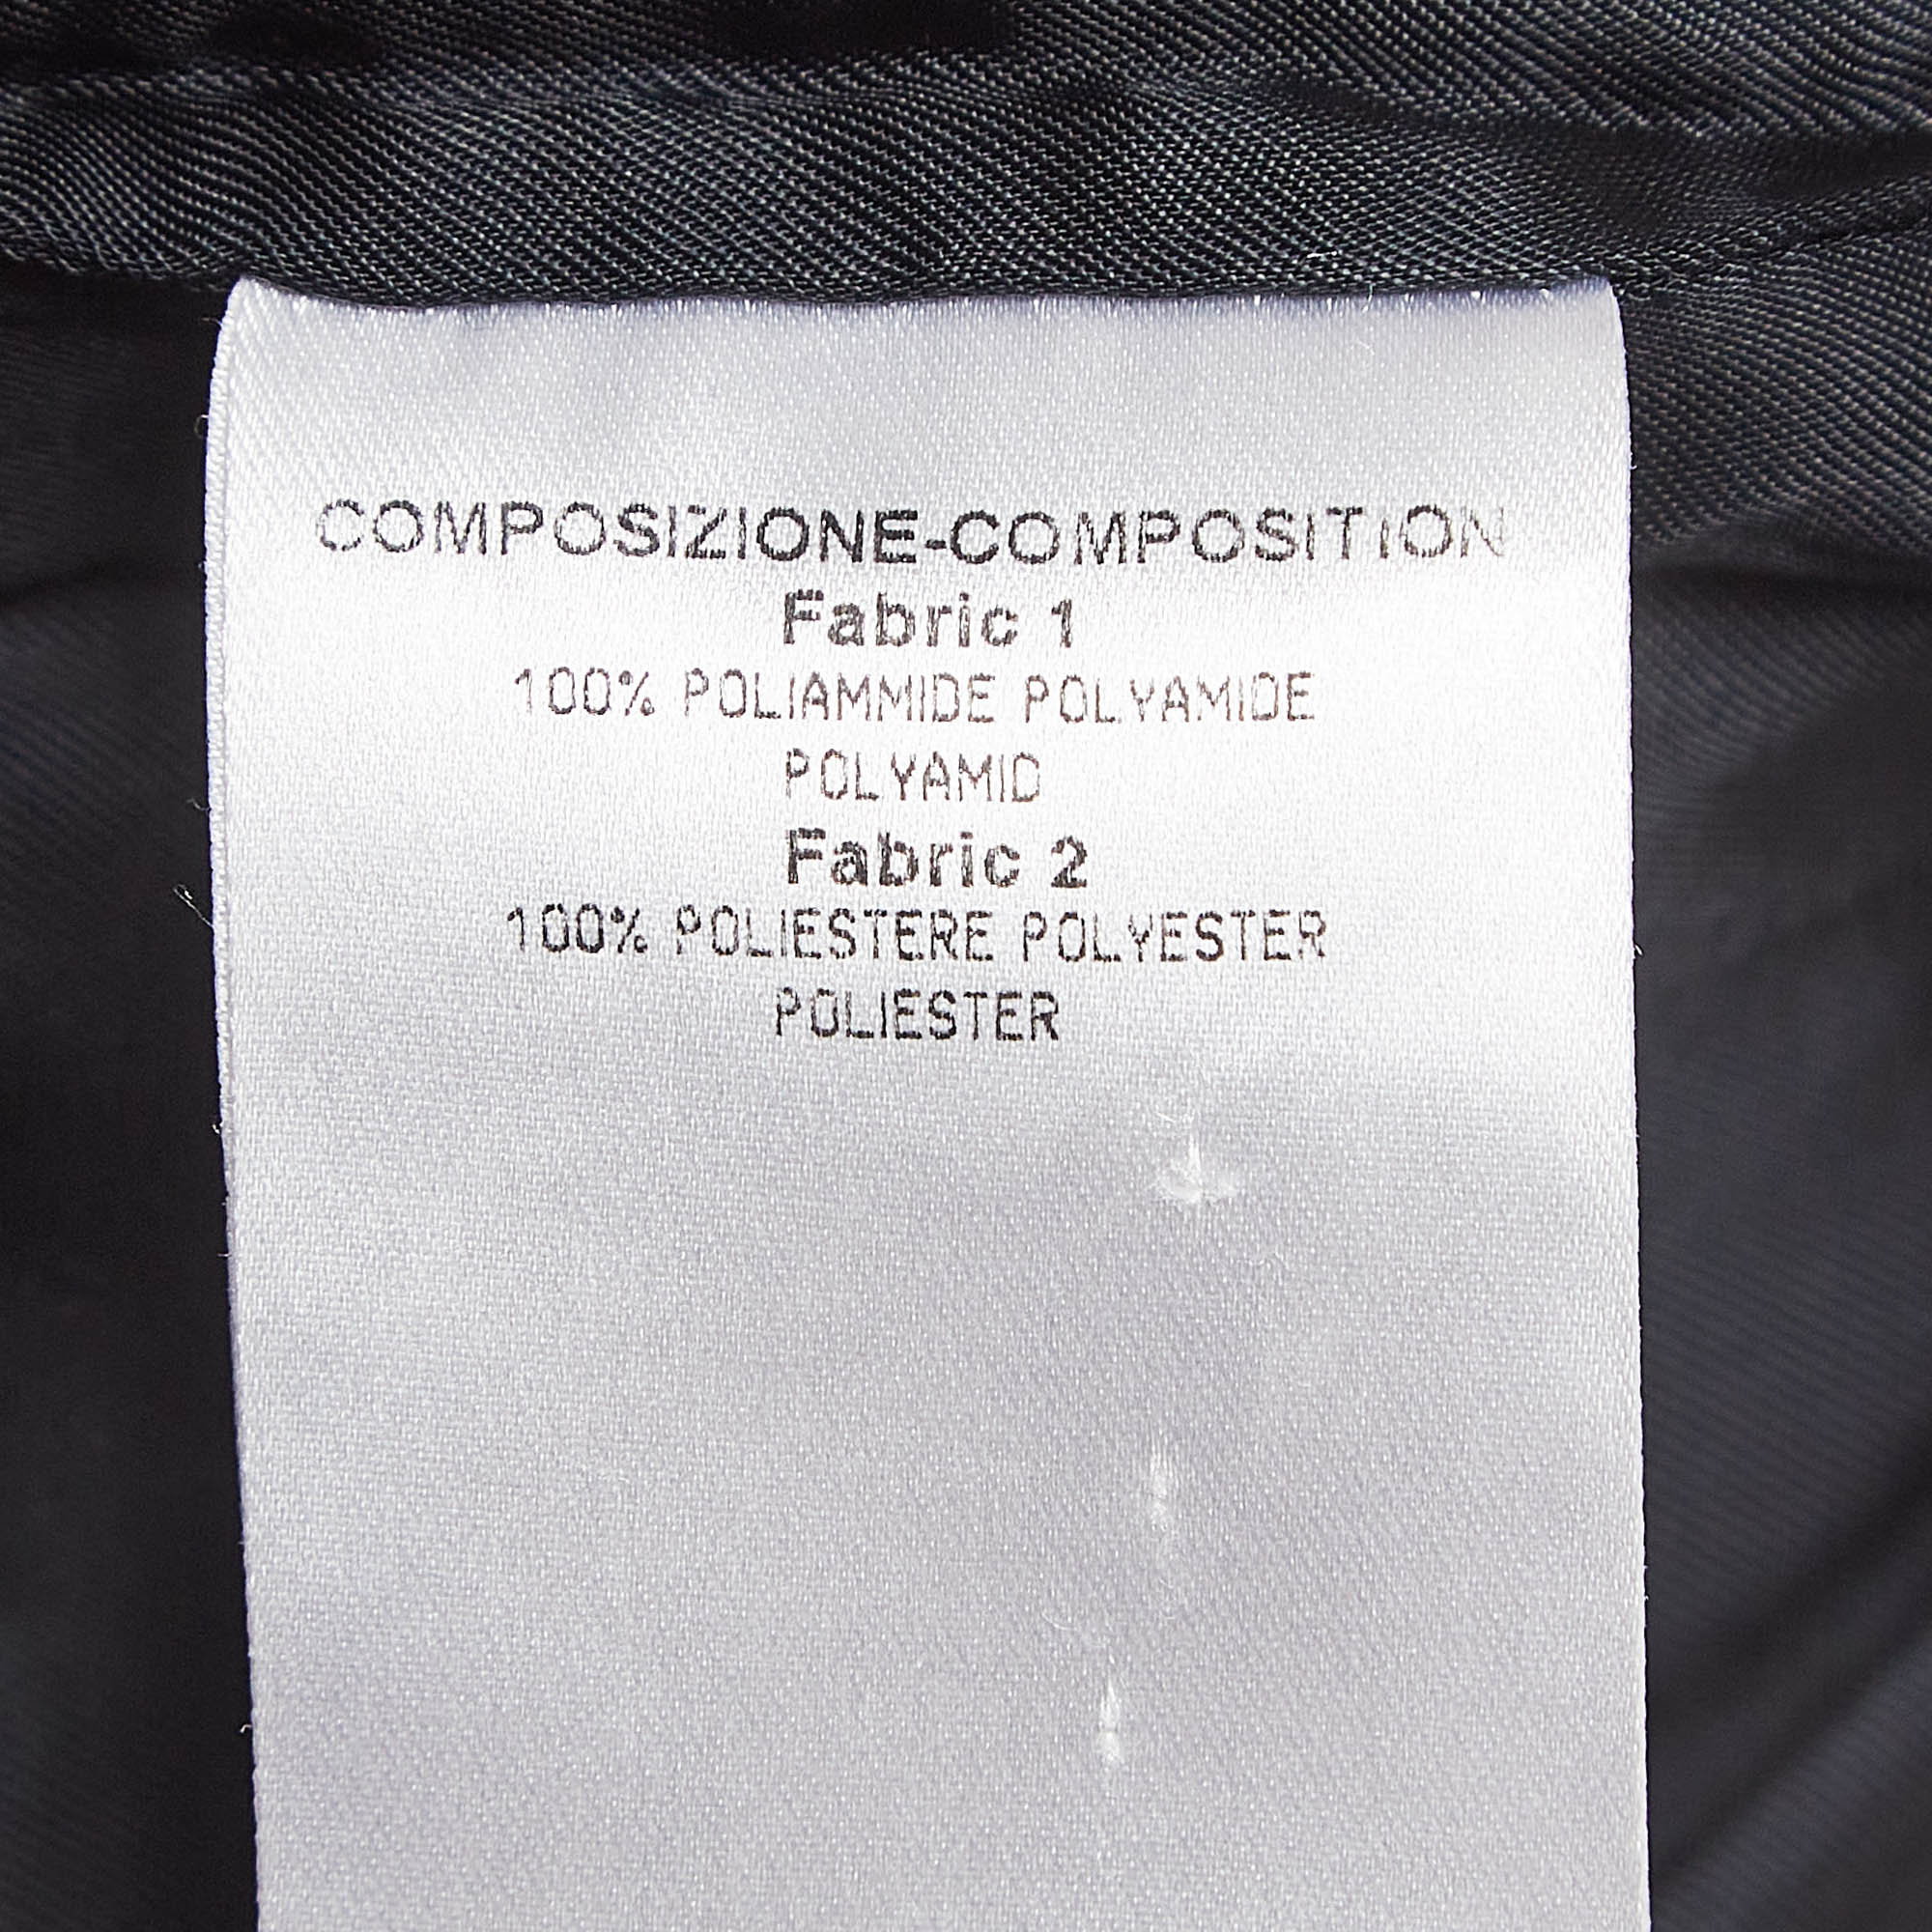 COMPOSIZIONE-COMPOSITION
Fabric 1
100% POLIAMMIDE POLYAMIDE
POLYAMID
Fabric 2
100% POLIESTERE POLYESTER
POLIESTER